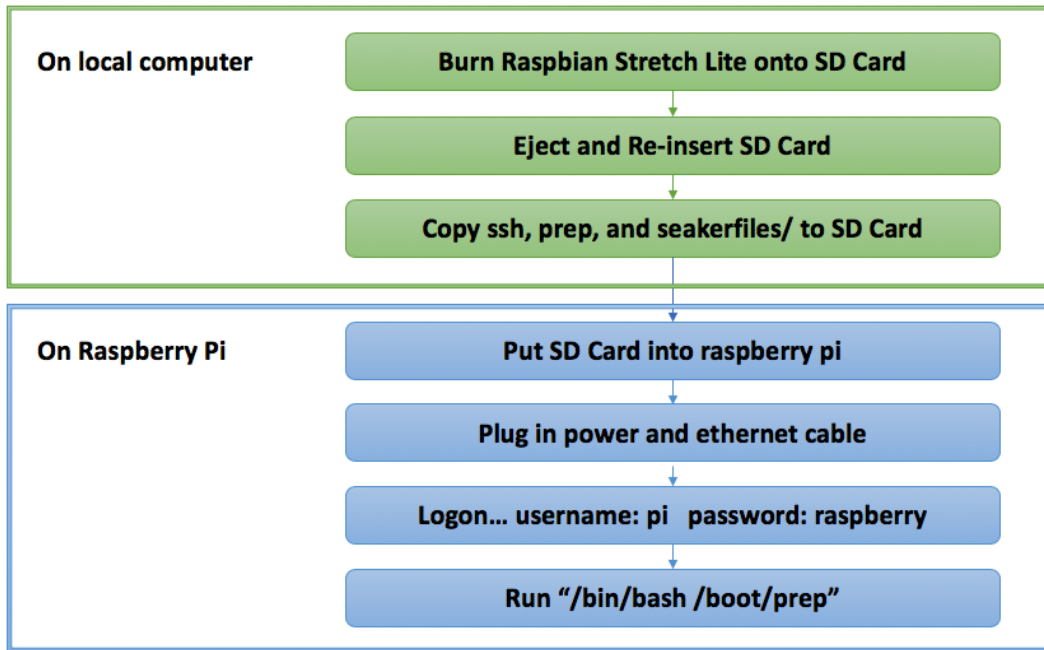 On local computer
Burn Raspbian Stretch Lite onto SD Card
Eject and Re-insert SD Card
Copy ssh, prep, and seakerfiles/ to SD Card
On Raspberry Pi
Put SD Card into raspberry pi
Plug in power and ethernet cable
Logon... username: pi   password: raspberry
Run “/bin/bash /boot/prep”